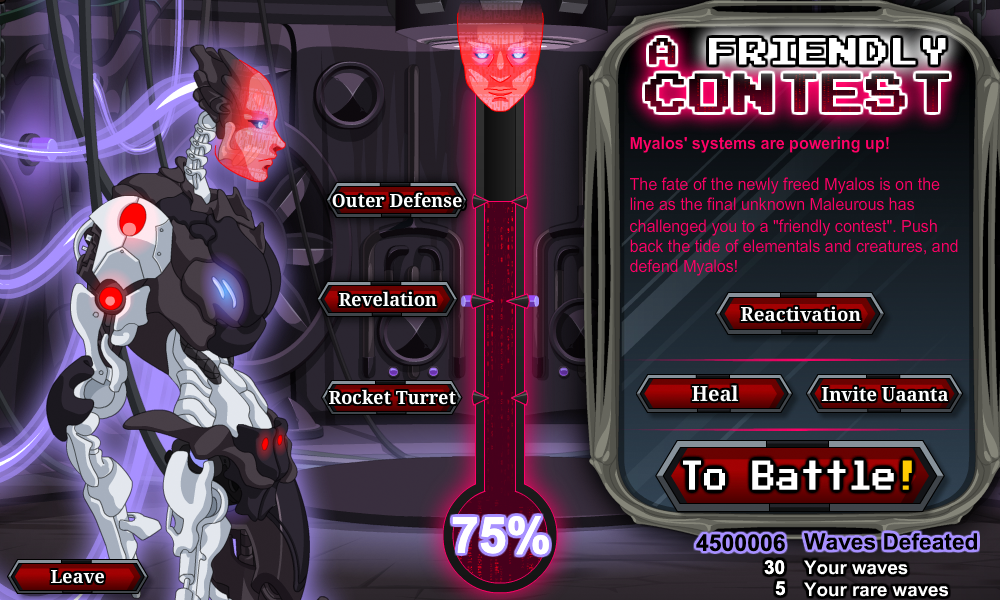 A FRIENDLY
CONTEST
Myalos' systems are powering up!
The fate of the newly freed Myalos is on the
line as the final unknown Maleurous has
challenged you to a "friendly contest". Push
back the tide of elementals and creatures, and
defend Myalos!
Outer Defense
Revelation
Rocket Turret
75%
Reactivation
Heal
Invite Uaanta
To Battle!
4500006 Waves Defeated
30 Your waves
5 Your rare waves
Leave